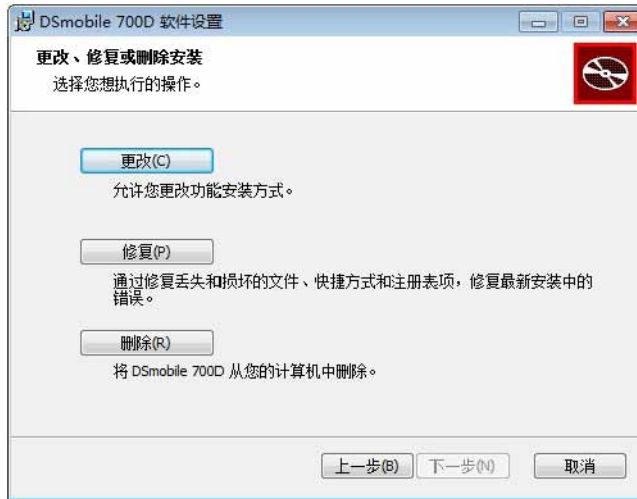 DSmobile 700D 软件设置
更改、修复或删除安装
选择您想执行的操作。
更改(C)
允许您更改功能安装方式。
修复(P)
通过修复丢失和损坏的文件、快捷方式和注册表项，修复最新安装中的
错误。
删除(R)
将 DSmobile 700D 从您的计算机中删除。
上一步(B) 下一步(N) 取消